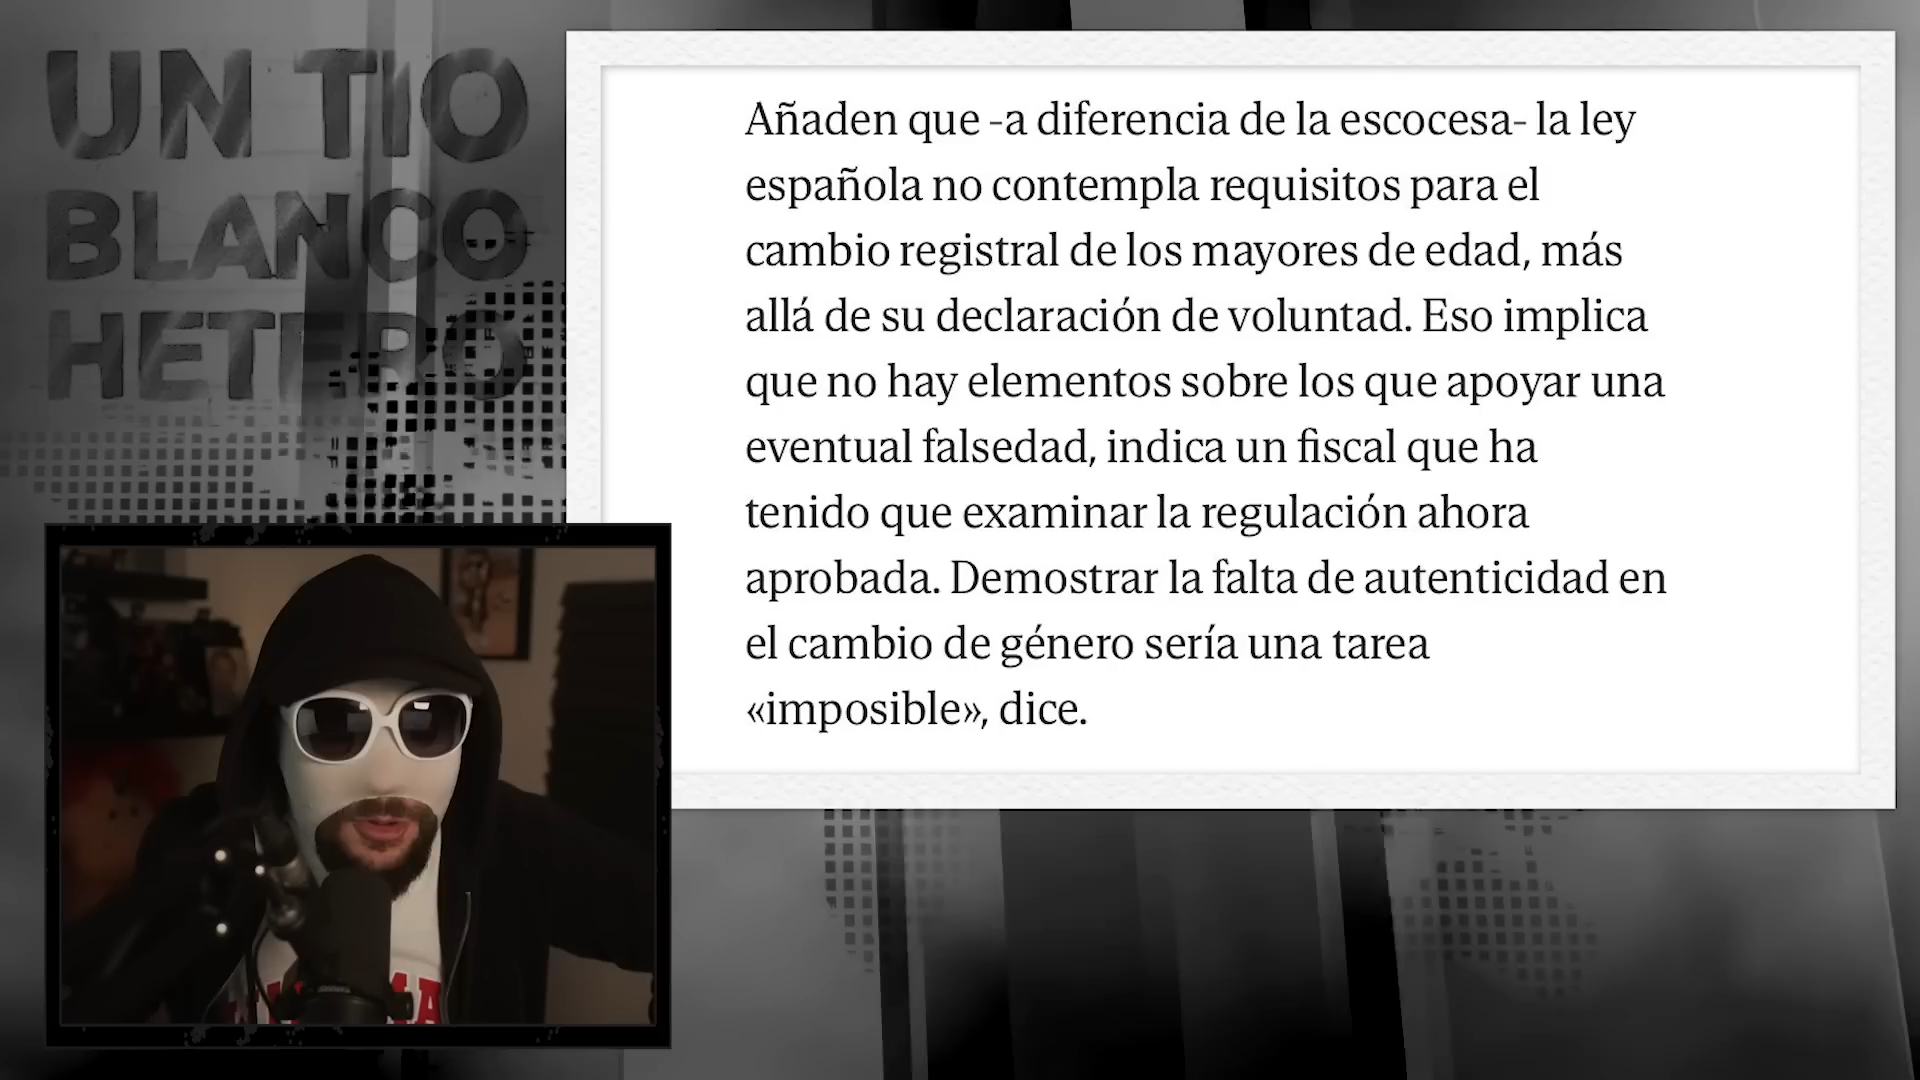 UN TIO
BLANCO
HETERO
Añaden que -a diferencia de la escocesa- la ley
española no contempla requisitos para el
cambio registral de los mayores de edad, más
allá de su declaración de voluntad. Eso implica
que no hay elementos sobre los que apoyar una
eventual falsedad, indica un fiscal que ha
tenido que examinar la regulación ahora
aprobada. Demostrar la falta de autenticidad en
el cambio de género sería una tarea
«imposible», dice.